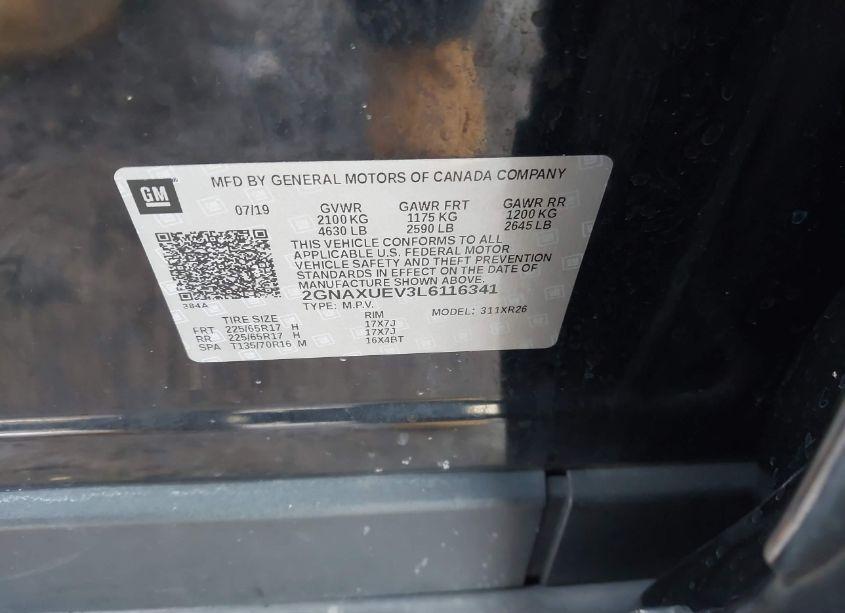 GM
MFD BY GENERAL MOTORS OF CANADA COMPANY
07/19 GVWR GAWR FRT GAWR RR
2100 KG 1175 KG 1200 KG
4630 LB 2590 LB 2645 LB
THIS VEHICLE CONFORMS TO ALL
APPLICABLE U.S. FEDERAL MOTOR
VEHICLE SAFETY AND THEFT PREVENTION
STANDARDS IN EFFECT ON THE DATE OF
MANUFACTURE SHOWN ABOVE.
384A 2GNAXUEV3L6116341
TYPE: M.P.V. MODEL: 311XR26
TIRE SIZE RIM
FRT 225/65R17 H 17X7J
RR 225/65R17 H 17X7J
SPA T135/70R16 M 16X4BT